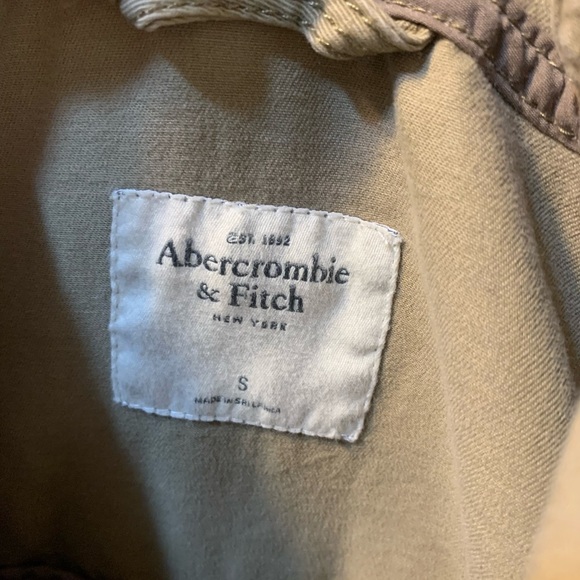 EST. 1892
Abercrombie
& Fitch
NEW YORK
S
MADE IN SRI LANKA